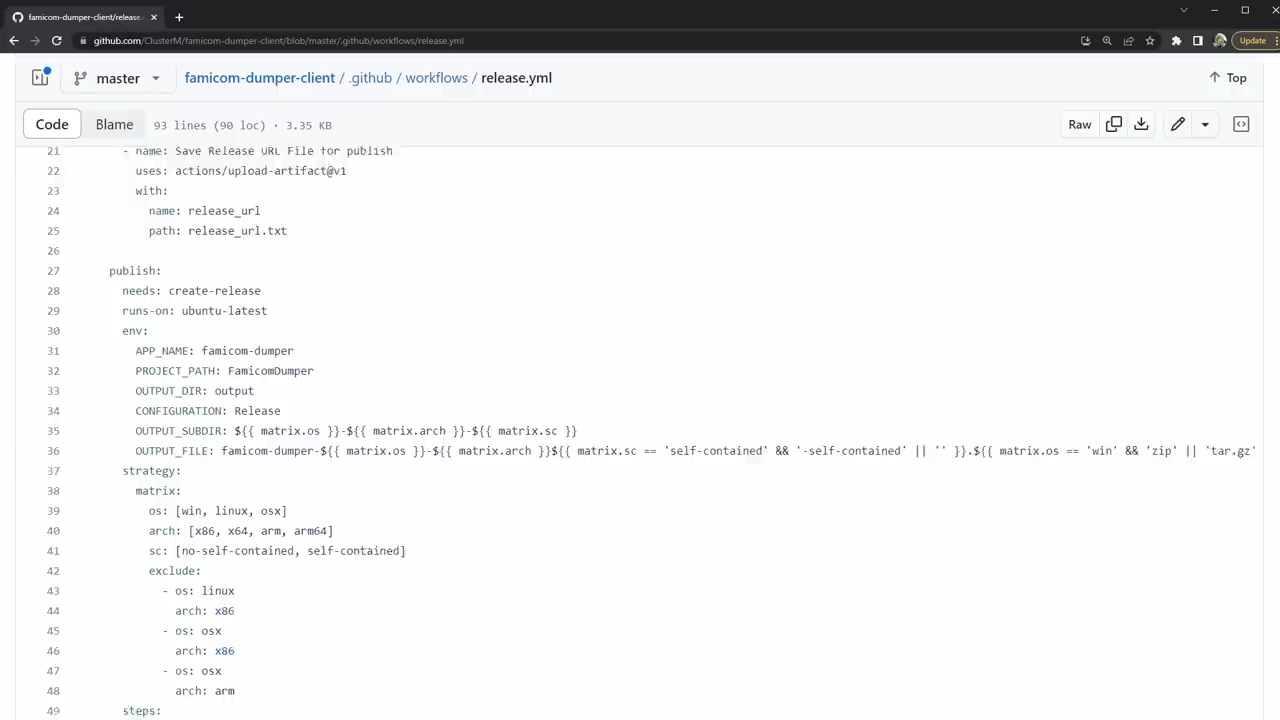 famicom-dumper-client/release.
github.com/ClusterM/famicom-dumper-client/blob/master/.github/workflows/release.yml
Update
master
famicom-dumper-client / .github / workflows / release.yml
Top
Code
Blame
93 lines (90 loc) · 3.35 KB
Raw
21 - name: Save Release URL File for publish
22 uses: actions/upload-artifact@v1
23 with:
24 name: release_url
25 path: release_url.txt
26
27 publish:
28 needs: create-release
29 runs-on: ubuntu-latest
30 env:
31 APP_NAME: famicom-dumper
32 PROJECT_PATH: FamicomDumper
33 OUTPUT_DIR: output
34 CONFIGURATION: Release
35 OUTPUT_SUBDIR: ${{ matrix.os }}-${{ matrix.arch }}-${{ matrix.sc }}
36 OUTPUT_FILE: famicom-dumper-${{ matrix.os }}-${{ matrix.arch }}${{ matrix.sc == 'self-contained' && '-self-contained' || '' }}.${{ matrix.os == 'win' && 'zip' || 'tar.gz'
37 strategy:
38 matrix:
39 os: [win, linux, osx]
40 arch: [x86, x64, arm, arm64]
41 sc: [no-self-contained, self-contained]
42 exclude:
43 - os: linux
44 arch: x86
45 - os: osx
46 arch: x86
47 - os: osx
48 arch: arm
49 steps: